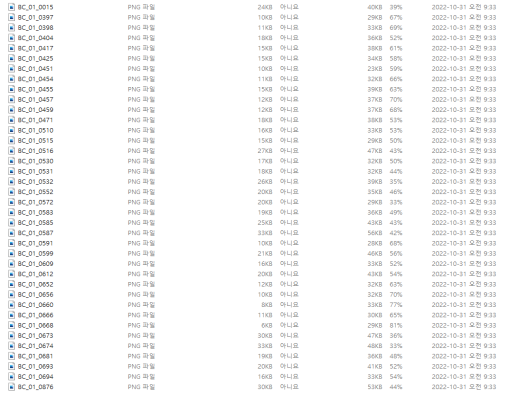 BC_01_0015 PNG 파일 24KB 아니요 40KB 39% 2022-10-31 오전 9:33
BC_01_0397 PNG 파일 10KB 아니요 29KB 67% 2022-10-31 오전 9:33
BC_01_0398 PNG 파일 11KB 아니요 33KB 69% 2022-10-31 오전 9:33
BC_01_0404 PNG 파일 18KB 아니요 38KB 52% 2022-10-31 오전 9:33
BC_01_0417 PNG 파일 15KB 아니요 38KB 61% 2022-10-31 오전 9:33
BC_01_0425 PNG 파일 15KB 아니요 34KB 58% 2022-10-31 오전 9:33
BC_01_0451 PNG 파일 10KB 아니요 23KB 59% 2022-10-31 오전 9:33
BC_01_0454 PNG 파일 11KB 아니요 32KB 66% 2022-10-31 오전 9:33
BC_01_0455 PNG 파일 15KB 아니요 39KB 63% 2022-10-31 오전 9:33
BC_01_0457 PNG 파일 12KB 아니요 37KB 70% 2022-10-31 오전 9:33
BC_01_0459 PNG 파일 12KB 아니요 37KB 68% 2022-10-31 오전 9:33
BC_01_0471 PNG 파일 18KB 아니요 38KB 53% 2022-10-31 오전 9:33
BC_01_0510 PNG 파일 16KB 아니요 33KB 53% 2022-10-31 오전 9:33
BC_01_0515 PNG 파일 15KB 아니요 29KB 50% 2022-10-31 오전 9:33
BC_01_0516 PNG 파일 27KB 아니요 47KB 43% 2022-10-31 오전 9:33
BC_01_0530 PNG 파일 17KB 아니요 32KB 50% 2022-10-31 오전 9:33
BC_01_0531 PNG 파일 18KB 아니요 32KB 44% 2022-10-31 오전 9:33
BC_01_0532 PNG 파일 26KB 아니요 39KB 35% 2022-10-31 오전 9:33
BC_01_0552 PNG 파일 20KB 아니요 35KB 46% 2022-10-31 오전 9:33
BC_01_0572 PNG 파일 20KB 아니요 29KB 33% 2022-10-31 오전 9:33
BC_01_0583 PNG 파일 19KB 아니요 36KB 49% 2022-10-31 오전 9:33
BC_01_0585 PNG 파일 25KB 아니요 43KB 43% 2022-10-31 오전 9:33
BC_01_0587 PNG 파일 33KB 아니요 56KB 42% 2022-10-31 오전 9:33
BC_01_0591 PNG 파일 10KB 아니요 28KB 68% 2022-10-31 오전 9:33
BC_01_0599 PNG 파일 21KB 아니요 46KB 56% 2022-10-31 오전 9:33
BC_01_0609 PNG 파일 16KB 아니요 33KB 52% 2022-10-31 오전 9:33
BC_01_0612 PNG 파일 20KB 아니요 43KB 54% 2022-10-31 오전 9:33
BC_01_0652 PNG 파일 12KB 아니요 32KB 63% 2022-10-31 오전 9:33
BC_01_0656 PNG 파일 10KB 아니요 32KB 70% 2022-10-31 오전 9:33
BC_01_0660 PNG 파일 8KB 아니요 33KB 77% 2022-10-31 오전 9:33
BC_01_0666 PNG 파일 11KB 아니요 30KB 65% 2022-10-31 오전 9:33
BC_01_0668 PNG 파일 6KB 아니요 29KB 81% 2022-10-31 오전 9:33
BC_01_0673 PNG 파일 30KB 아니요 47KB 36% 2022-10-31 오전 9:33
BC_01_0674 PNG 파일 33KB 아니요 48KB 33% 2022-10-31 오전 9:33
BC_01_0681 PNG 파일 19KB 아니요 36KB 48% 2022-10-31 오전 9:33
BC_01_0693 PNG 파일 20KB 아니요 41KB 52% 2022-10-31 오전 9:33
BC_01_0694 PNG 파일 16KB 아니요 33KB 54% 2022-10-31 오전 9:33
BC_01_0876 PNG 파일 30KB 아니요 53KB 44% 2022-10-31 오전 9:33